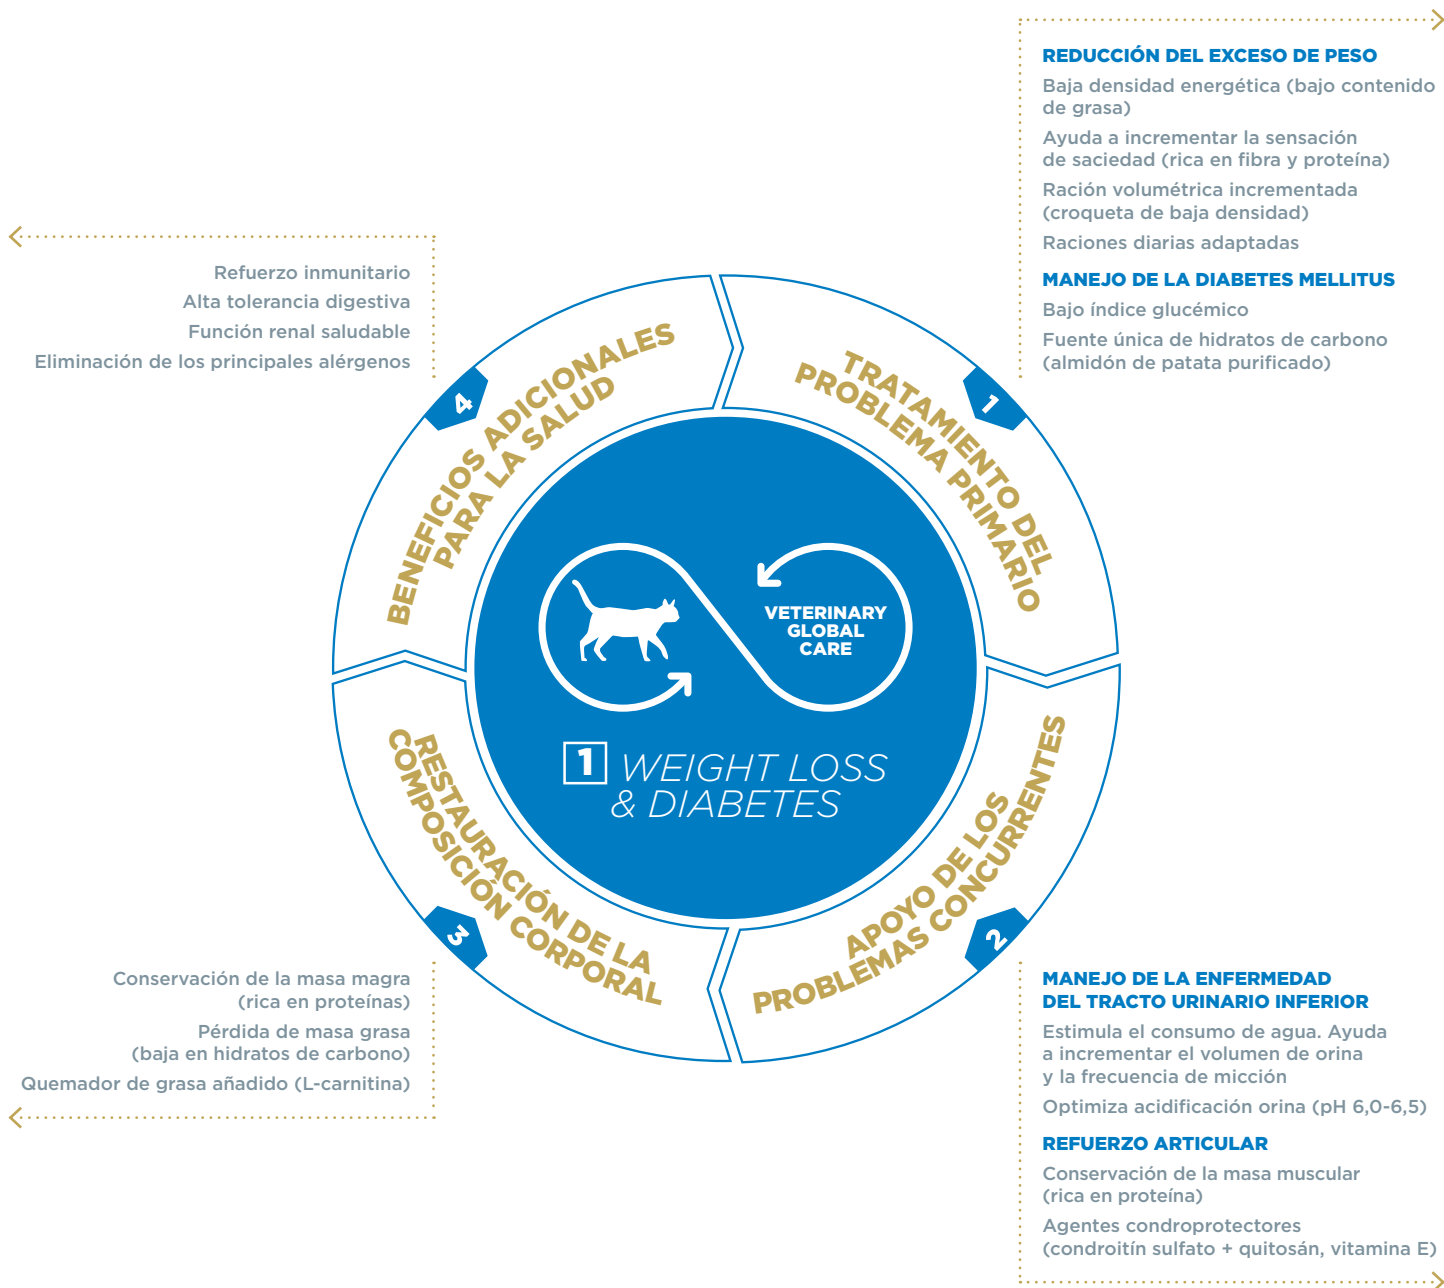 REDUCCIÓN DEL EXCESO DE PESO
Baja densidad energética (bajo contenido
de grasa)
Ayuda a incrementar la sensación
de saciedad (rica en fibra y proteína)
Ración volumétrica incrementada
(croqueta de baja densidad)
Raciones diarias adaptadas
MANEJO DE LA DIABETES MELLITUS
Bajo índice glucémico
Fuente única de hidratos de carbono
(almidón de patata purificado)
1
TRATAMIENTO DEL
PROBLEMA PRIMARIO
Refuerzo inmunitario
Alta tolerancia digestiva
Función renal saludable
Eliminación de los principales alérgenos
4
BENEFICIOS ADICIONALES
PARA LA SALUD
VETERINARY
GLOBAL
CARE
1 WEIGHT LOSS
& DIABETES
RESTAURACIÓN DE LA
COMPOSICIÓN CORPORAL
3
Conservación de la masa magra
(rica en proteínas)
Pérdida de masa grasa
(baja en hidratos de carbono)
Quemador de grasa añadido (L-carnitina)
APOYO DE LOS
PROBLEMAS CONCURRENTES
2
MANEJO DE LA ENFERMEDAD
DEL TRACTO URINARIO INFERIOR
Estimula el consumo de agua. Ayuda
a incrementar el volumen de orina
y la frecuencia de micción
Optimiza acidificación orina (pH 6,0-6,5)
REFUERZO ARTICULAR
Conservación de la masa muscular
(rica en proteína)
Agentes condroprotectores
(condroitín sulfato + quitosán, vitamina E)